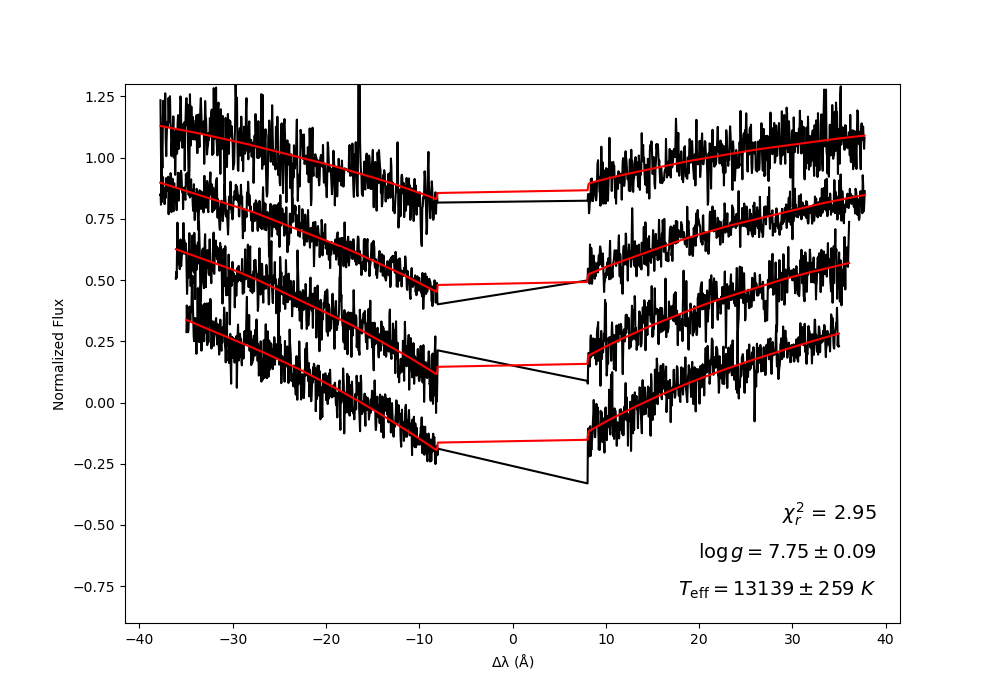 1.25
1.00
0.75
0.50
0.25
0.00
−0.25
−0.50
−0.75
Normalized Flux
χ²ᵣ = 2.95
log g = 7.75 ± 0.09
T_eff = 13139 ± 259 K
−40 −30 −20 −10 0 10 20 30 40
Δλ (Å)